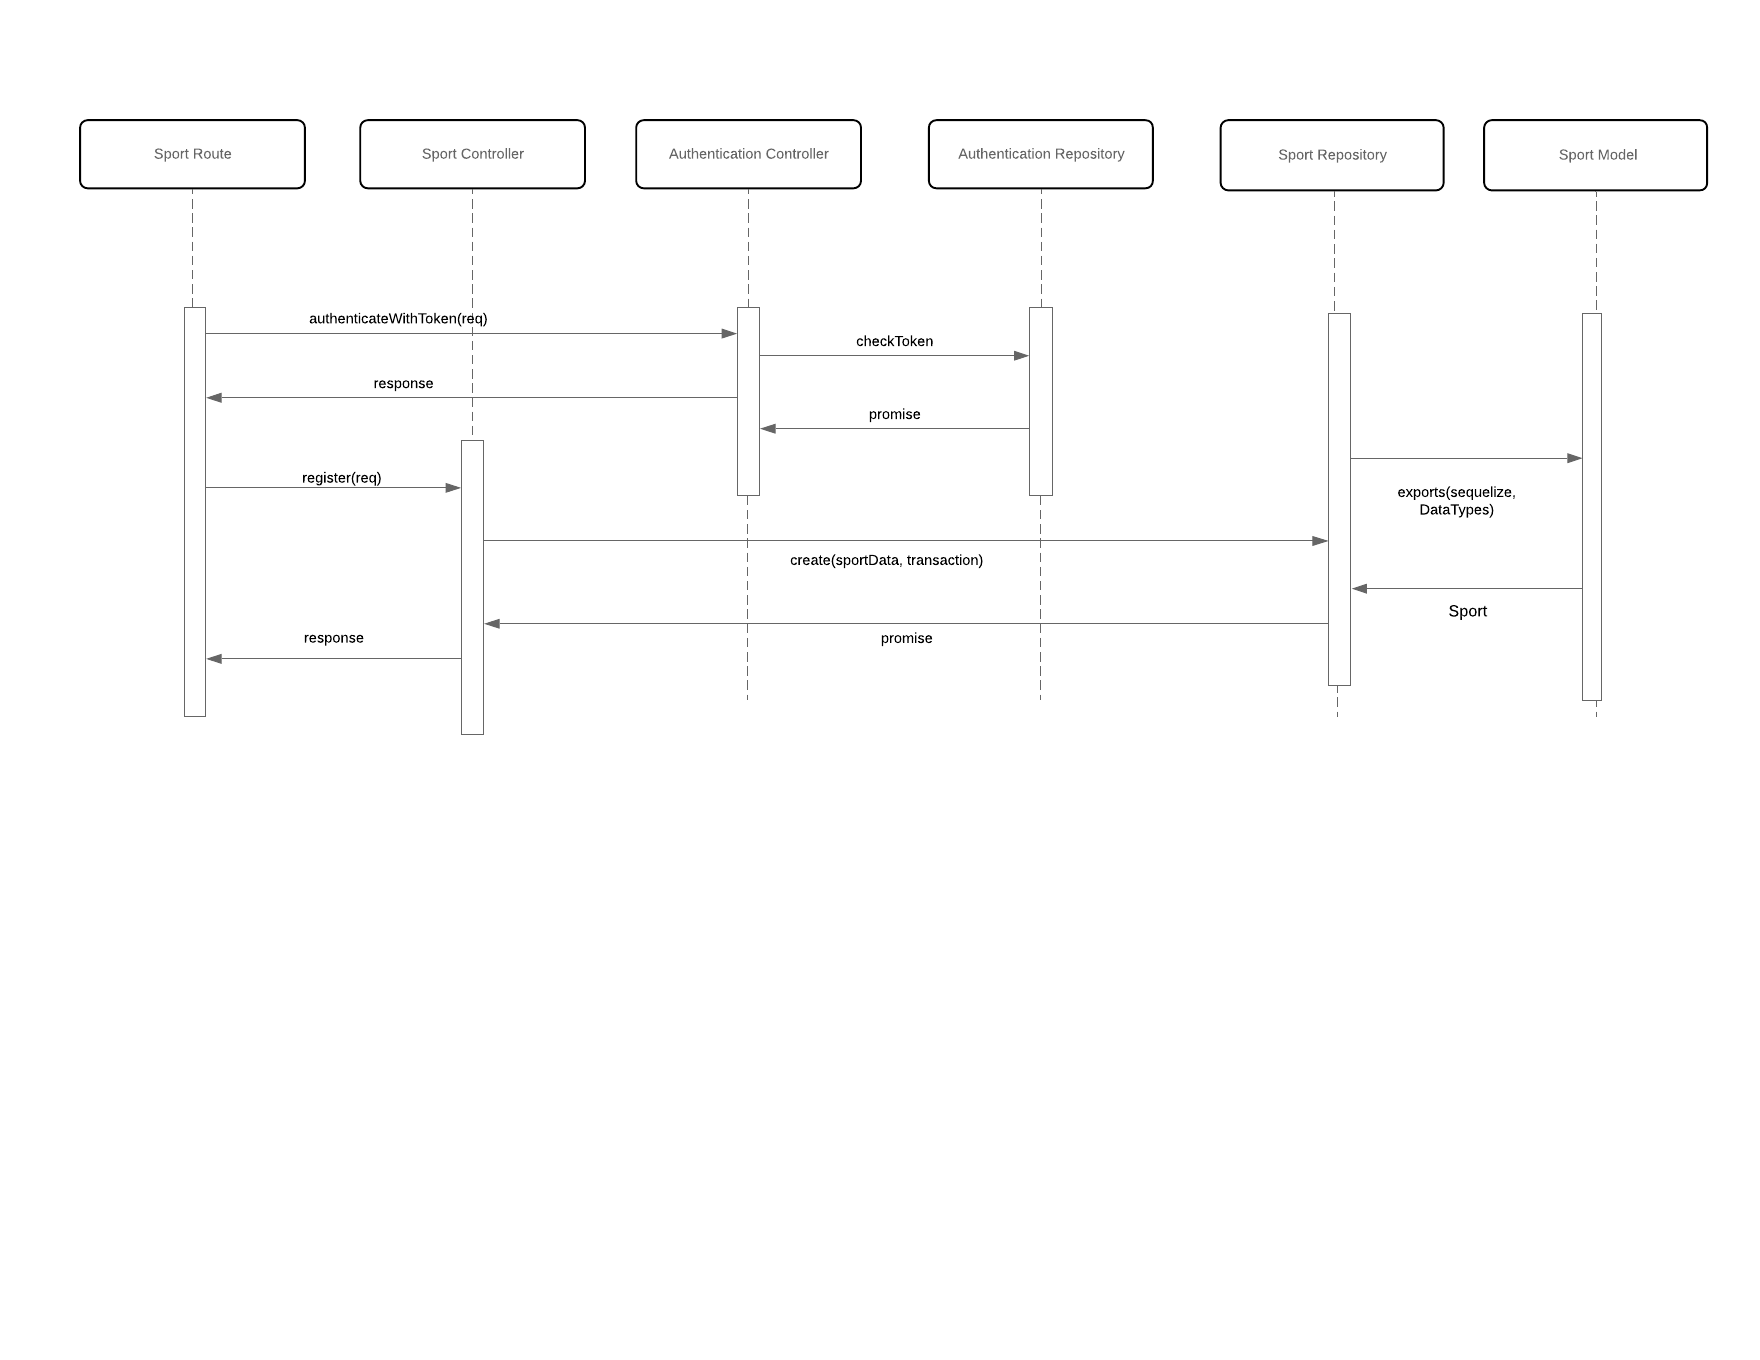 Sport Route
Sport Controller
Authentication Controller
Authentication Repository
Sport Repository
Sport Model
authenticateWithToken(req)
checkToken
response
promise
register(req)
exports(sequelize,
DataTypes)
create(sportData, transaction)
Sport
response
promise